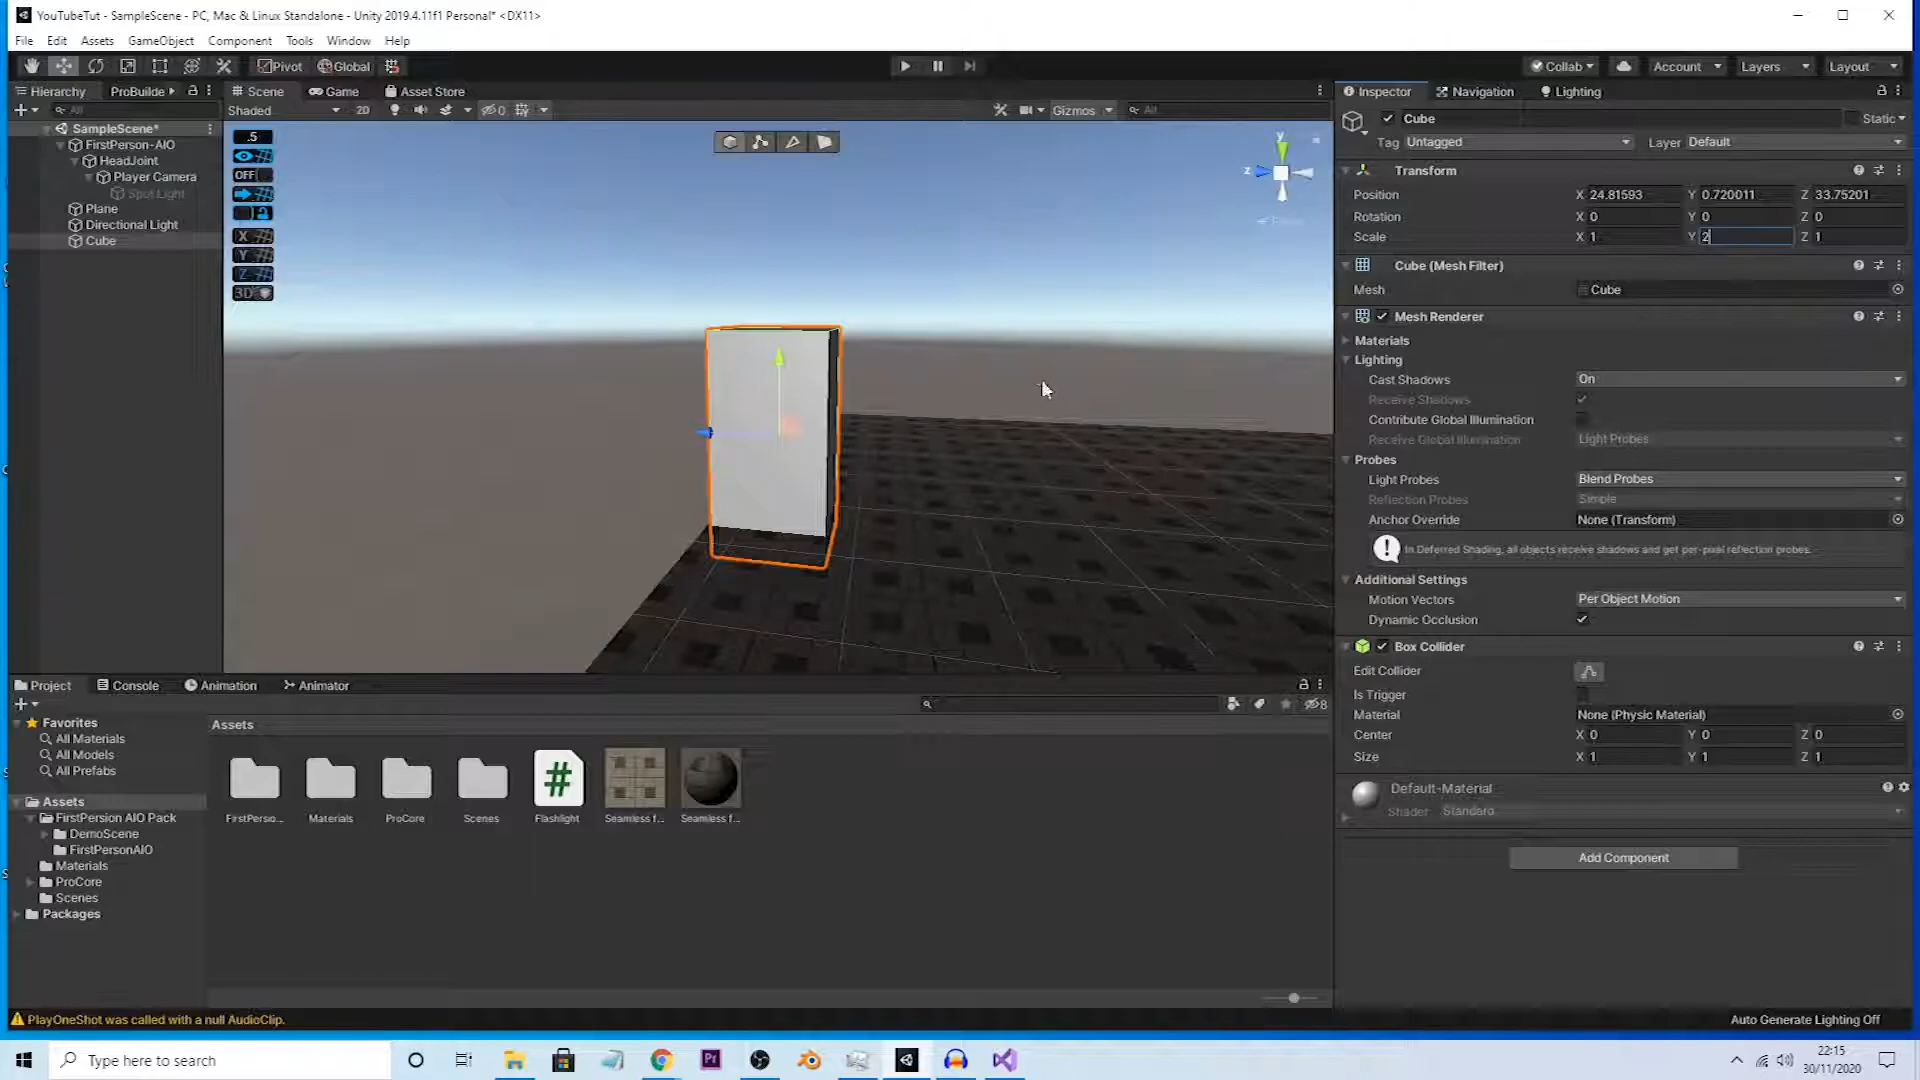 YouTubeTut - SampleScene - PC, Mac & Linux Standalone - Unity 2019.4.11f1 Personal* <DX11>
File Edit Assets GameObject Component Tools Window Help
Pivot Global Collab Account Layers Layout
Hierarchy ProBuilde Scene Game Asset Store Inspector Navigation Lighting
All Shaded 2D 0 Gizmos All Cube Static
Tag Untagged Layer Default
SampleScene*
FirstPerson-AIO
HeadJoint
Player Camera
Spot Light
Plane
Directional Light
Cube
.5
OFF
X
Y
Z
3D
y
z
Transform
Position X 24.81593 Y 0.720011 Z 33.75201
Rotation X 0 Y 0 Z 0
Scale X 1 Y 2 Z 1
Cube (Mesh Filter)
Mesh Cube
Mesh Renderer
Materials
Lighting
Cast Shadows On
Receive Shadows
Contribute Global Illumination
Receive Global Illumination Light Probes
Probes
Light Probes Blend Probes
Reflection Probes Simple
Anchor Override None (Transform)
In Deferred Shading, all objects receive shadows and get per-pixel reflection probes.
Additional Settings
Motion Vectors Per Object Motion
Dynamic Occlusion
Box Collider
Edit Collider
Is Trigger
Material None (Physic Material)
Center X 0 Y 0 Z 0
Size X 1 Y 1 Z 1
Default-Material
Shader Standard
Add Component
Project Console Animation Animator
8
Favorites
All Materials
All Models
All Prefabs
Assets
FirstPersion AIO Pack
DemoScene
FirstPersonAIO
Materials
ProCore
Scenes
Packages
Assets
FirstPerso... Materials ProCore Scenes Flashlight Seamless f... Seamless f...
PlayOneShot was called with a null AudioClip.
Auto Generate Lighting Off
Type here to search
22:15
30/11/2020